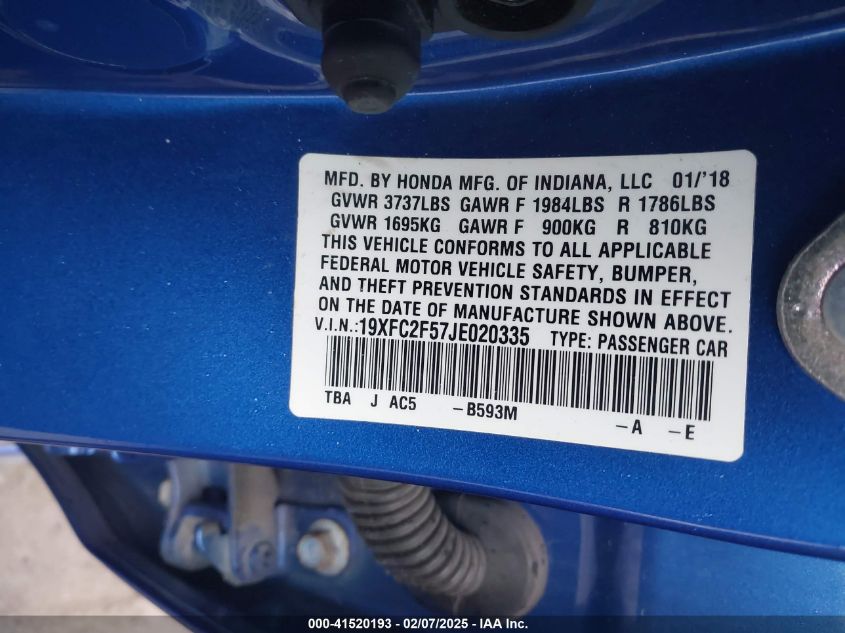 MFD. BY HONDA MFG. OF INDIANA, LLC 01/'18
GVWR 3737LBS GAWR F 1984LBS R 1786LBS
GVWR 1695KG GAWR F 900KG R 810KG
THIS VEHICLE CONFORMS TO ALL APPLICABLE
FEDERAL MOTOR VEHICLE SAFETY, BUMPER,
AND THEFT PREVENTION STANDARDS IN EFFECT
ON THE DATE OF MANUFACTURE SHOWN ABOVE.
V.I.N.:19XFC2F57JE020335 TYPE: PASSENGER CAR
TBA J AC5 -B593M -A -E
000-41520193 - 02/07/2025 - IAA Inc.